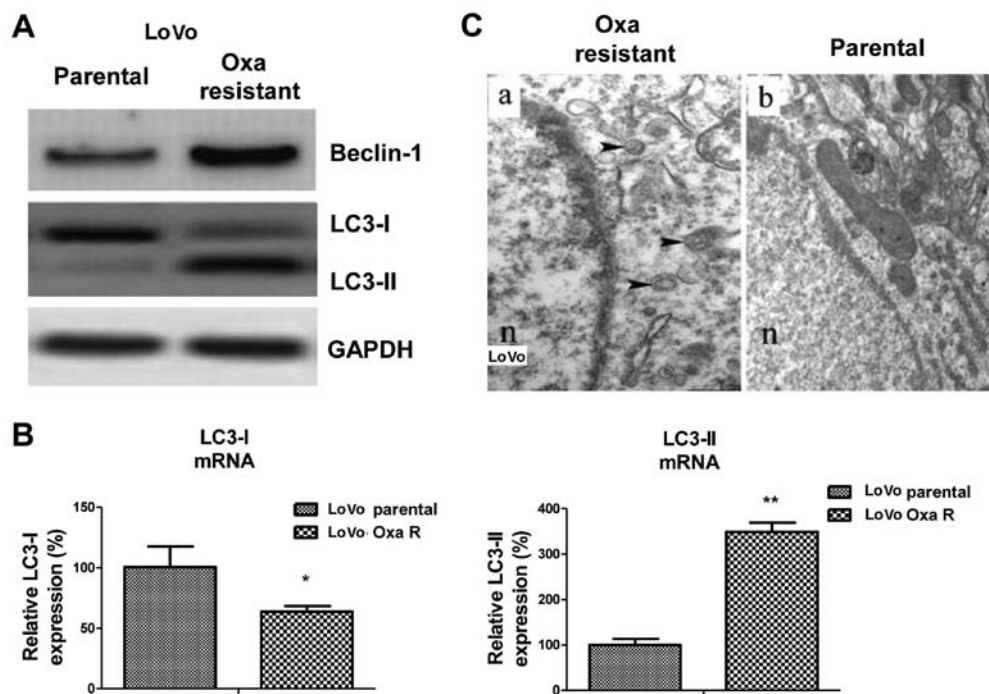 A
LoVo
Parental
Oxa
resistant
Beclin-1
LC3-I
LC3-II
GAPDH
C
Oxa
resistant
Parental
a
n
LoVo
b
n
B
LC3-I
mRNA
Relative LC3-I
expression (%)
150
100
50
0
*
LoVo parental
LoVo Oxa R
LC3-II
mRNA
Relative LC3-II
expression (%)
400
300
200
100
0
**
LoVo parental
LoVo Oxa R